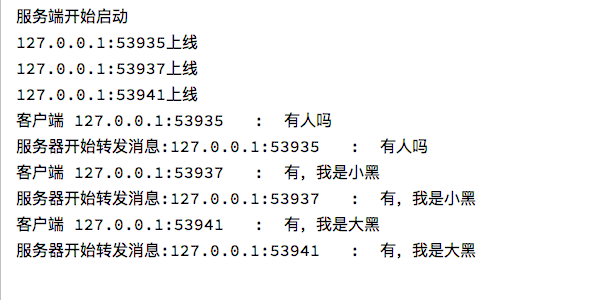 服务端开始启动
127.0.0.1:53935上线
127.0.0.1:53937上线
127.0.0.1:53941上线
客户端 127.0.0.1:53935 : 有人吗
服务器开始转发消息:127.0.0.1:53935 : 有人吗
客户端 127.0.0.1:53937 : 有，我是小黑
服务器开始转发消息:127.0.0.1:53937 : 有，我是小黑
客户端 127.0.0.1:53941 : 有，我是大黑
服务器开始转发消息:127.0.0.1:53941 : 有，我是大黑